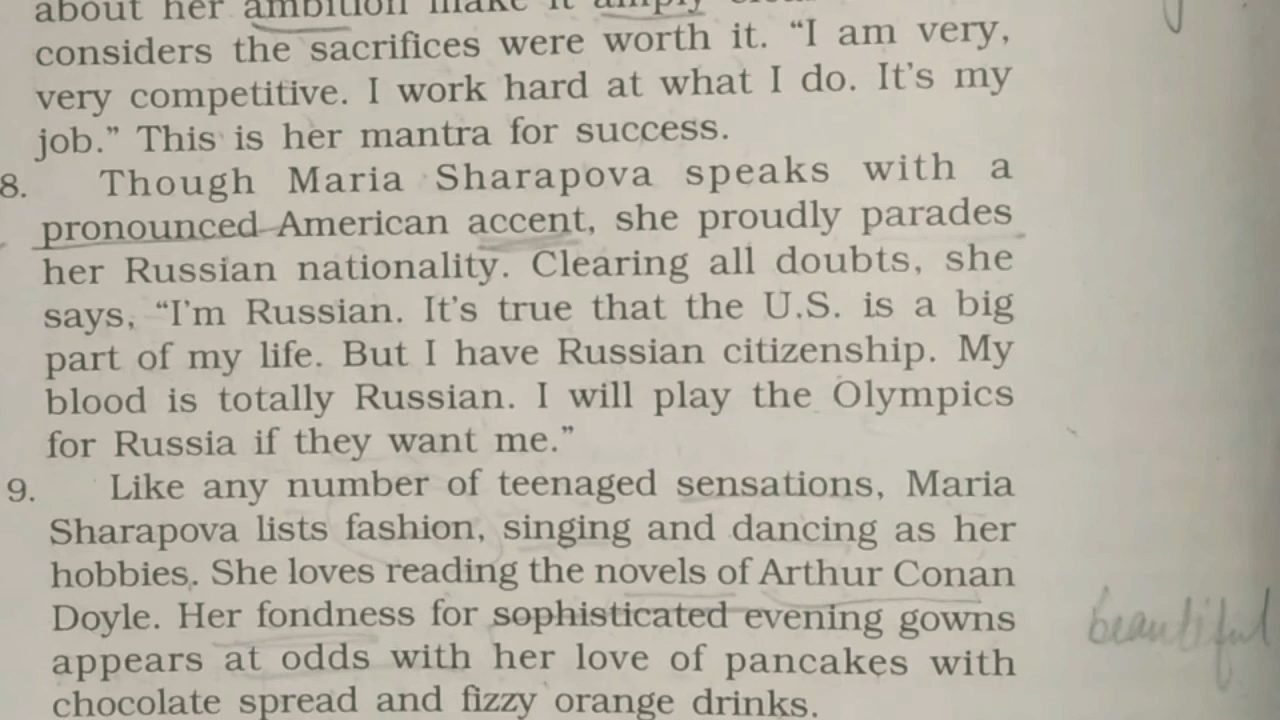 about her ambition make it amply
considers the sacrifices were worth it. “I am very,
very competitive. I work hard at what I do. It’s my
job.” This is her mantra for success.
8. Though Maria Sharapova speaks with a
pronounced American accent, she proudly parades
her Russian nationality. Clearing all doubts, she
says, “I’m Russian. It’s true that the U.S. is a big
part of my life. But I have Russian citizenship. My
blood is totally Russian. I will play the Olympics
for Russia if they want me.”
9. Like any number of teenaged sensations, Maria
Sharapova lists fashion, singing and dancing as her
hobbies. She loves reading the novels of Arthur Conan
Doyle. Her fondness for sophisticated evening gowns
appears at odds with her love of pancakes with
chocolate spread and fizzy orange drinks.
beautiful